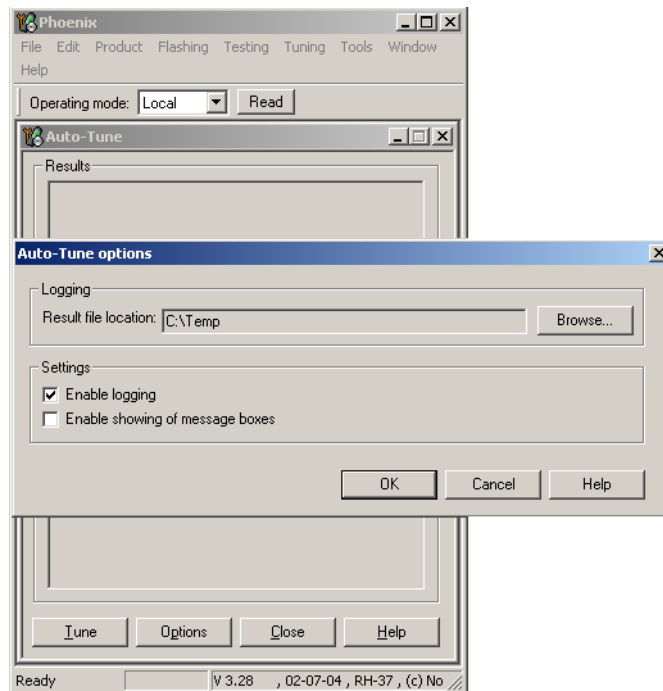 Phoenix
File Edit Product Flashing Testing Tuning Tools Window
Help
Operating mode: Local Read
Auto-Tune
Results
Auto-Tune options
Logging
Result file location: C:\Temp Browse...
Settings
Enable logging
Enable showing of message boxes
OK Cancel Help
Tune Options Close Help
Ready V 3.28 , 02-07-04 , RH-37 , (c) No